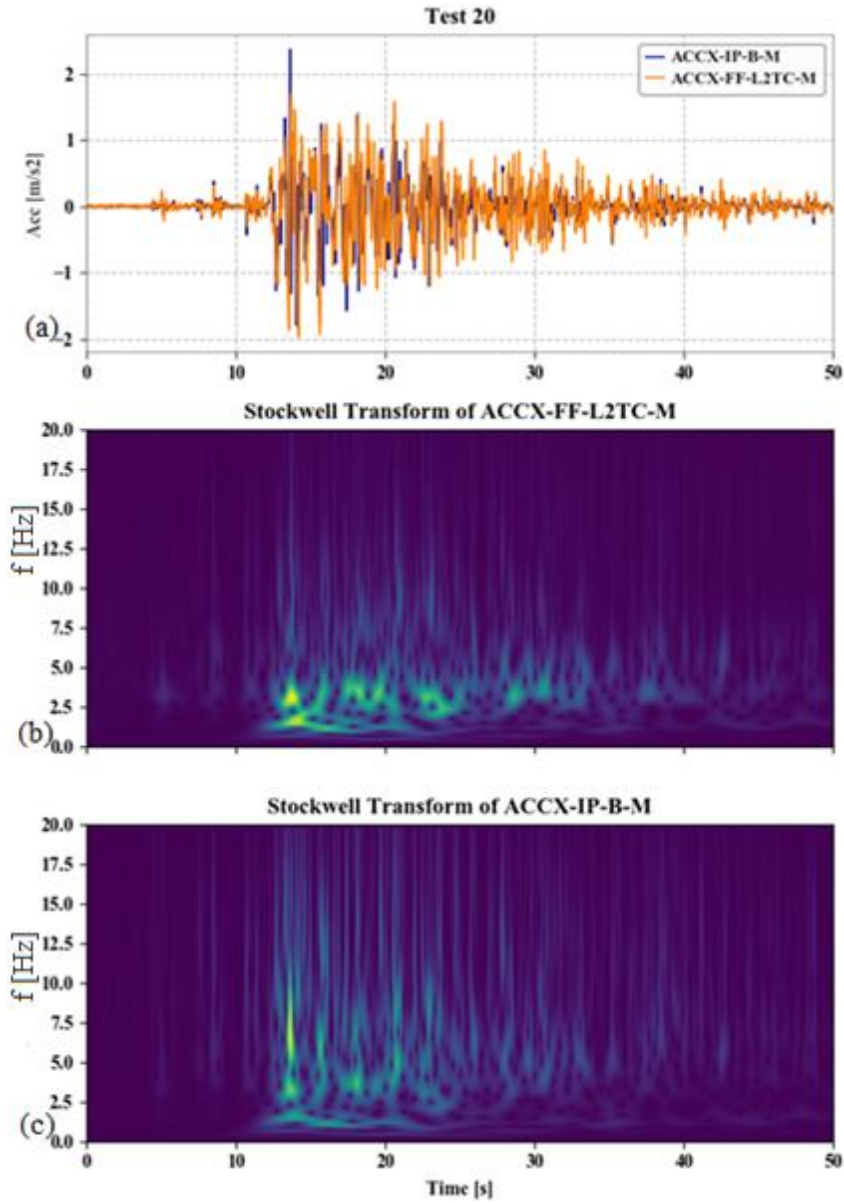 Test 20
ACCX-IP-B-M
ACCX-FF-L2TC-M
Acc [m/s2]
2
1
0
−1
−2
(a)
0 10 20 30 40 50
Stockwell Transform of ACCX-FF-L2TC-M
f [Hz]
20.0
17.5
15.0
12.5
10.0
7.5
5.0
2.5
0.0
(b)
Stockwell Transform of ACCX-IP-B-M
f [Hz]
20.0
17.5
15.0
12.5
10.0
7.5
5.0
2.5
0.0
(c)
0 10 20 30 40 50
Time [s]